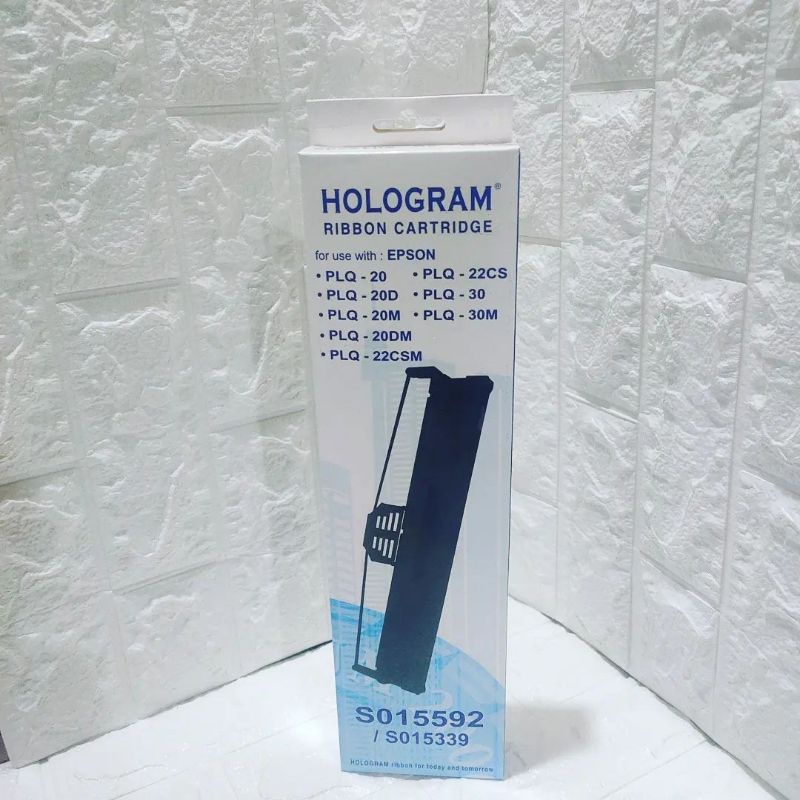 HOLOGRAM®
RIBBON CARTRIDGE
for use with : EPSON
• PLQ - 20 • PLQ - 22CS
• PLQ - 20D • PLQ - 30
• PLQ - 20M • PLQ - 30M
• PLQ - 20DM
• PLQ - 22CSM
S015592
/ S015339
HOLOGRAM ribbon for today and tomorrow